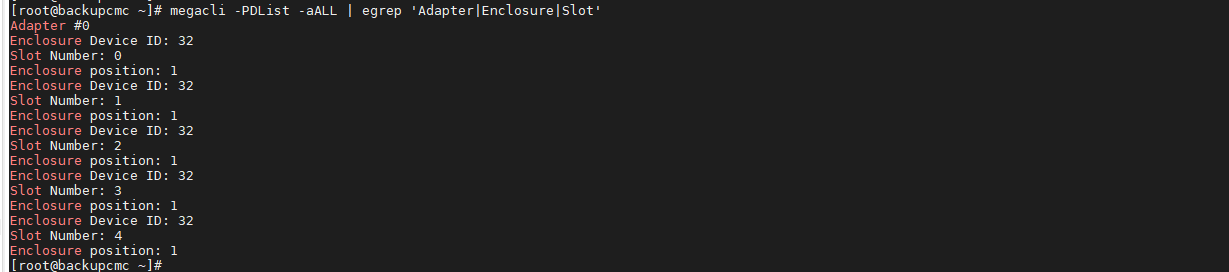 [root@backupcmc ~]# megacli -PDList -aALL | egrep 'Adapter|Enclosure|Slot'
Adapter #0
Enclosure Device ID: 32
Slot Number: 0
Enclosure position: 1
Enclosure Device ID: 32
Slot Number: 1
Enclosure position: 1
Enclosure Device ID: 32
Slot Number: 2
Enclosure position: 1
Enclosure Device ID: 32
Slot Number: 3
Enclosure position: 1
Enclosure Device ID: 32
Slot Number: 4
Enclosure position: 1
[root@backupcmc ~]#